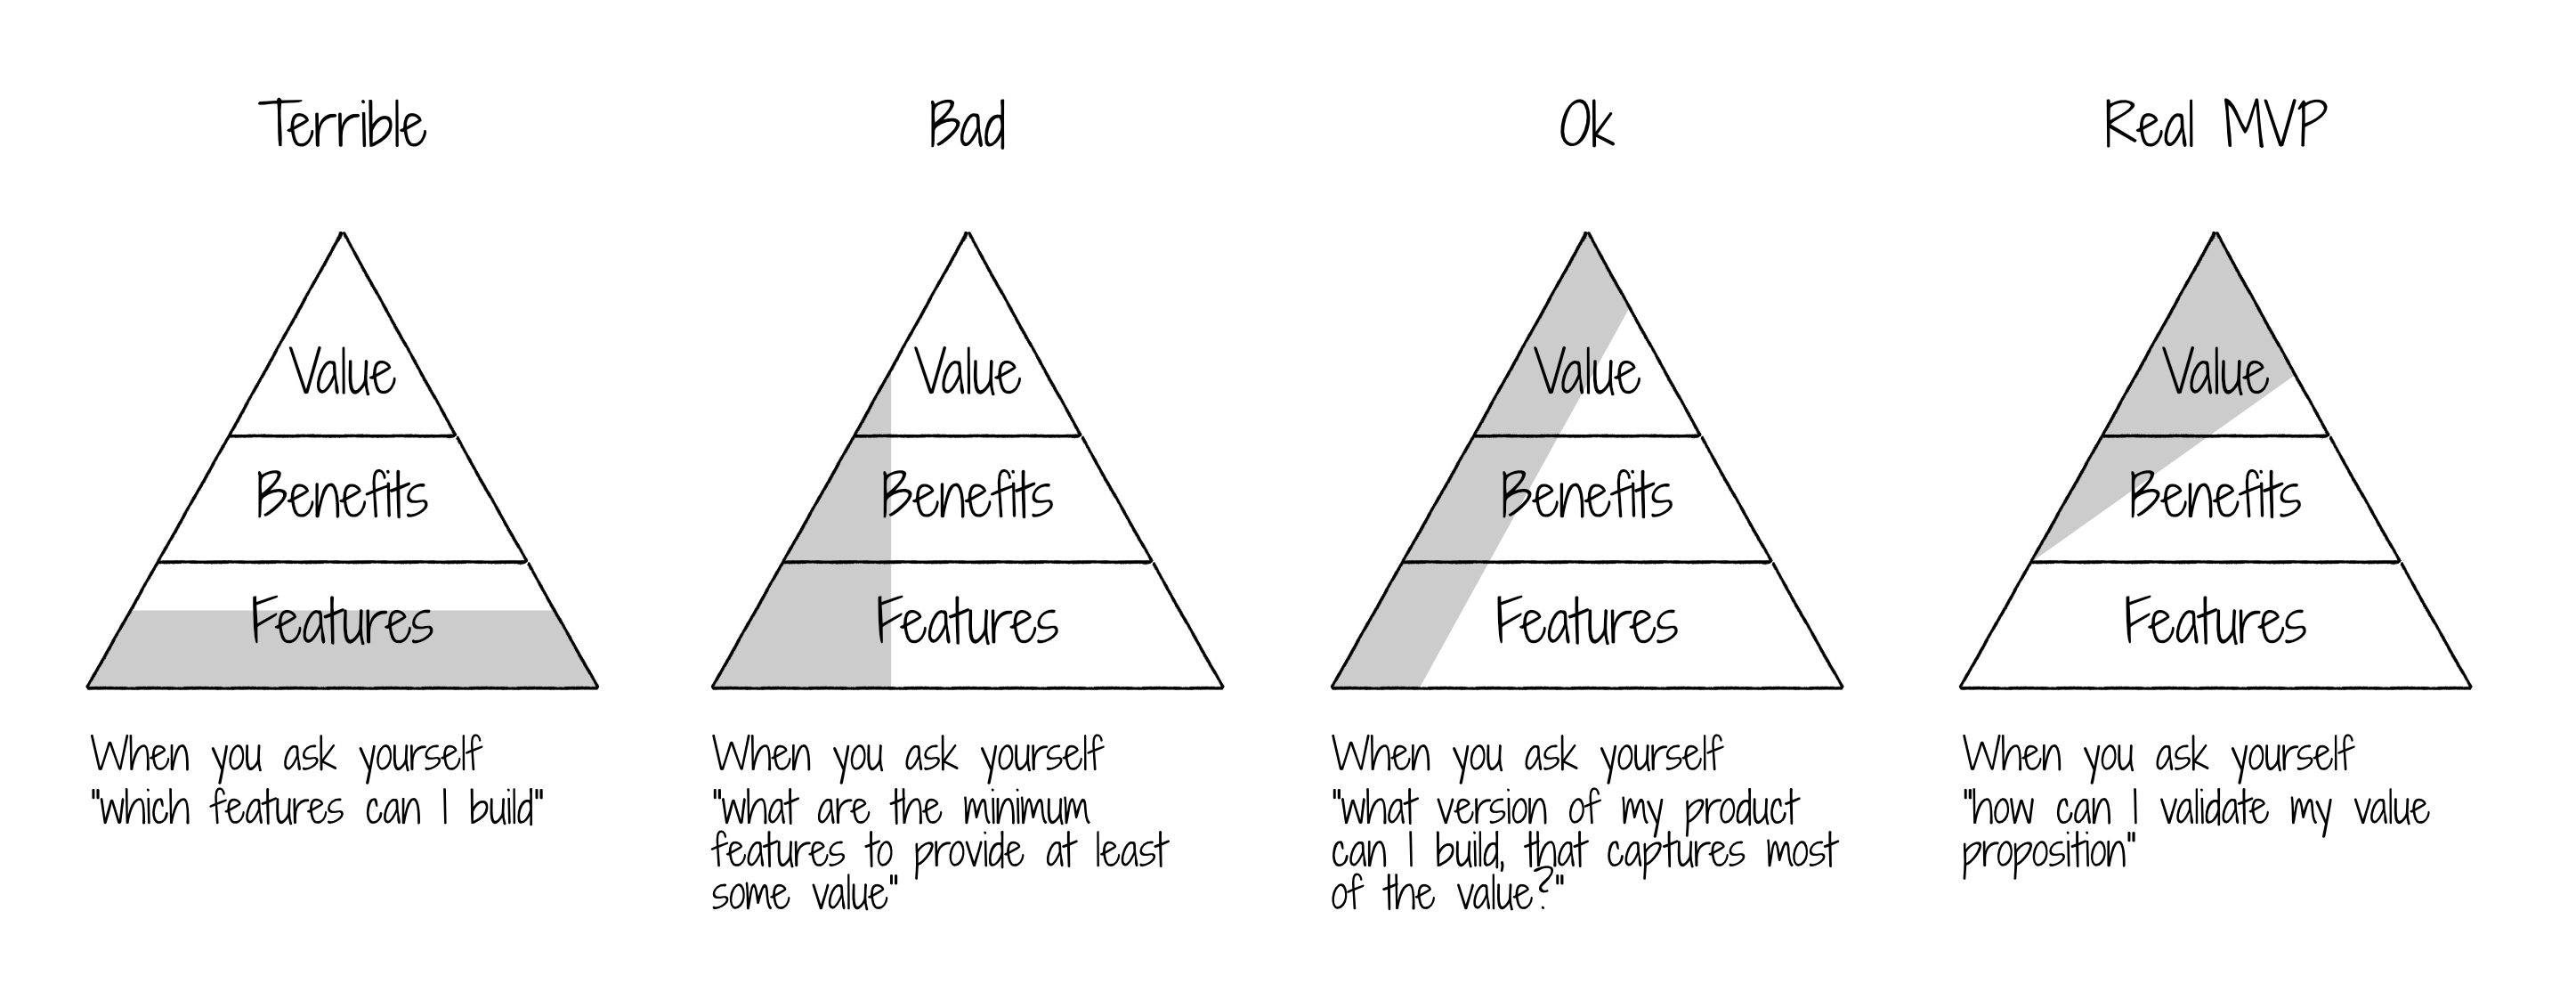 Terrible
Value
Benefits
Features
When you ask yourself
"which features can I build"
Bad
Value
Benefits
Features
When you ask yourself
"what are the minimum
features to provide at least
some value"
Ok
Value
Benefits
Features
When you ask yourself
"what version of my product
can I build, that captures most
of the value?"
Real MVP
Value
Benefits
Features
When you ask yourself
"how can I validate my value
proposition"